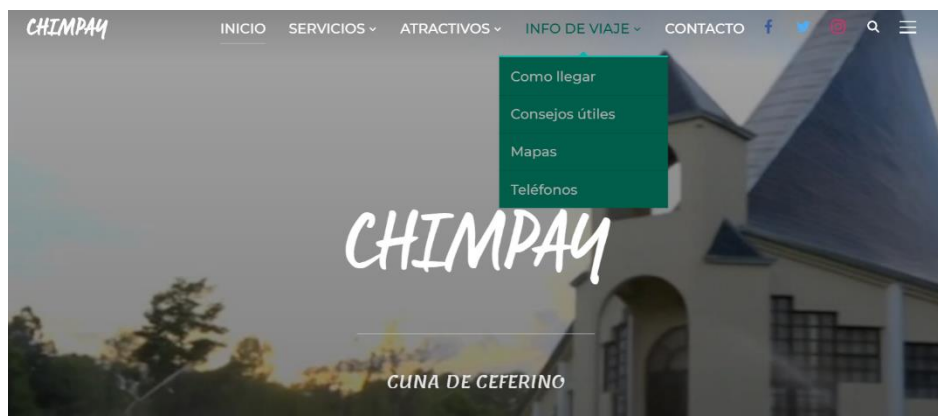 CHIMPAY INICIO SERVICIOS ATRACTIVOS INFO DE VIAJE CONTACTO
Como llegar
Consejos útiles
Mapas
Teléfonos
CHIMPAY
CUNA DE CEFERINO